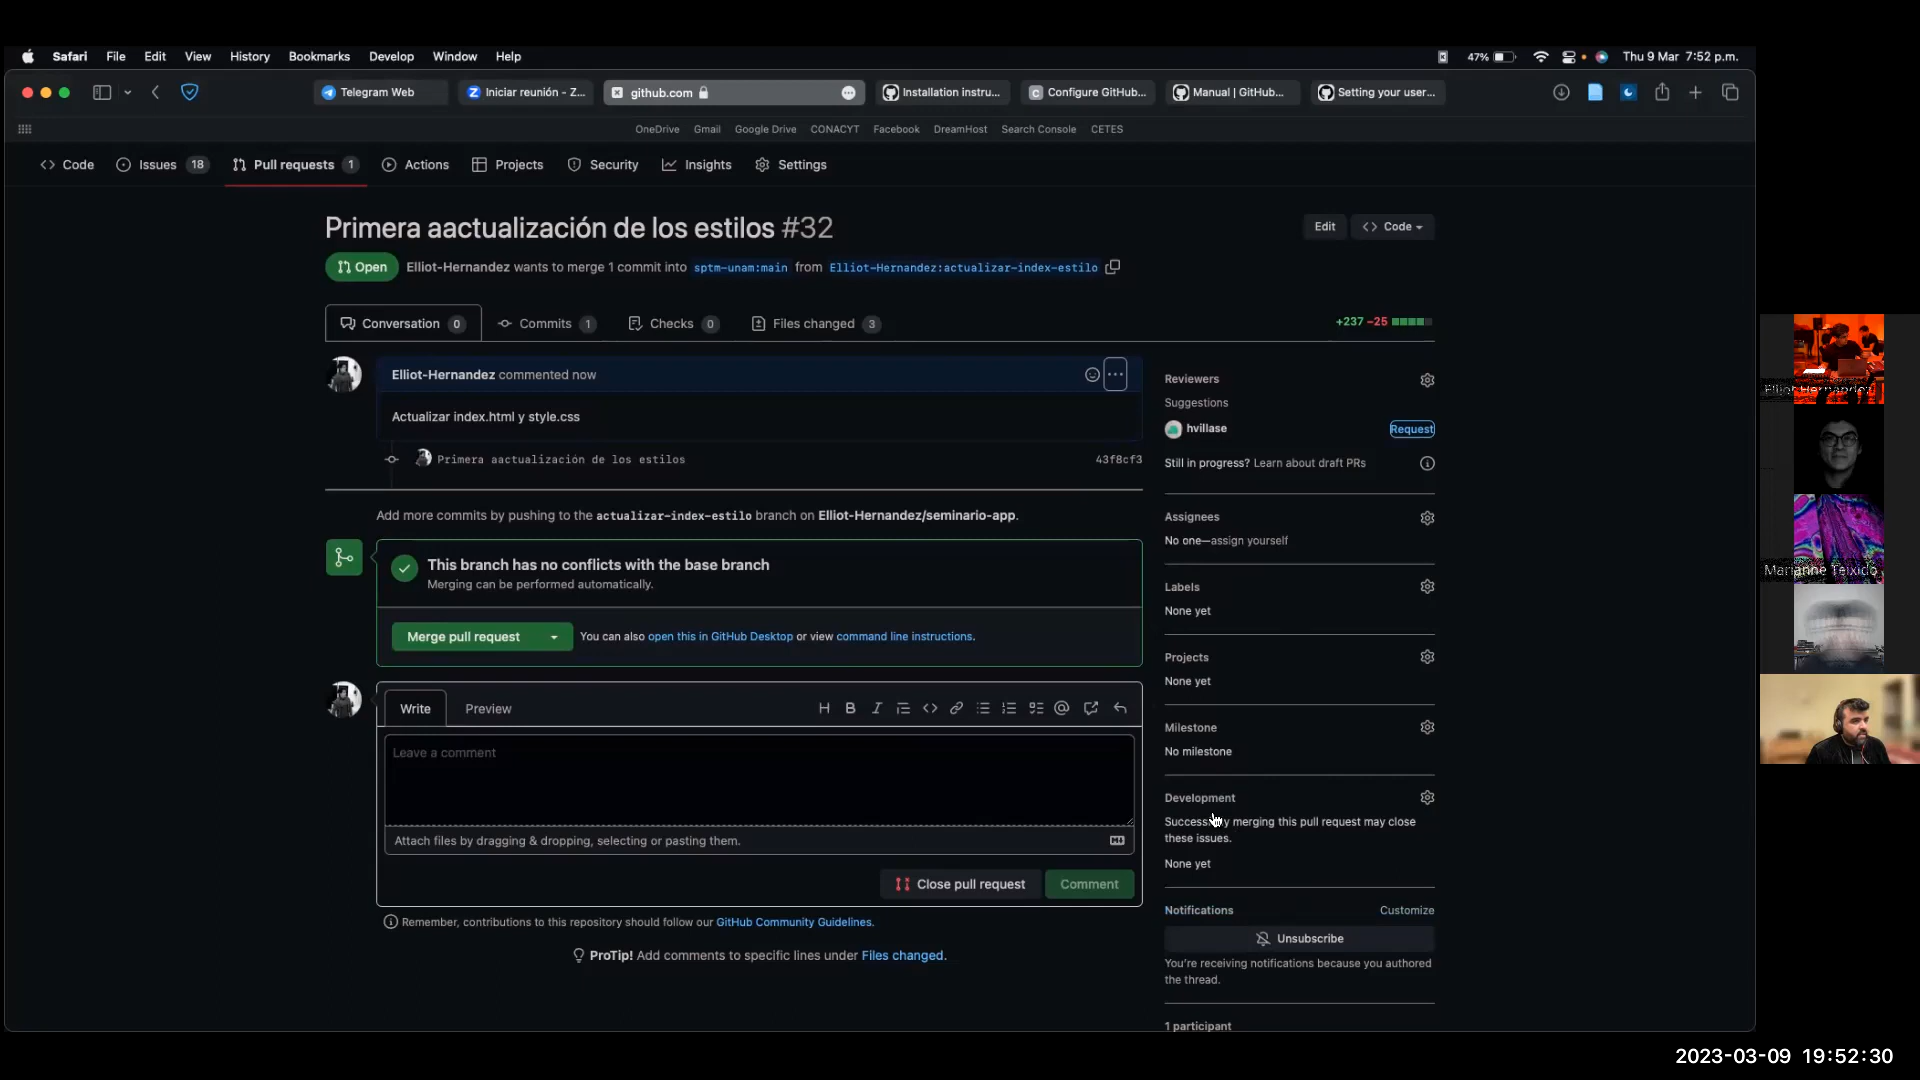 Safari File Edit View History Bookmarks Develop Window Help 47% Thu 9 Mar 7:52 p.m.
Telegram Web Iniciar reunión - Z... github.com Installation instru... Configure GitHub... Manual | GitHub... Setting your user...
OneDrive Gmail Google Drive CONACYT Facebook DreamHost Search Console CETES
Code Issues 18 Pull requests 1 Actions Projects Security Insights Settings
Primera aactualización de los estilos #32
Edit Code
Open Elliot-Hernandez wants to merge 1 commit into sptm-unam:main from Elliot-Hernandez:actualizar-index-estilo
Conversation 0 Commits 1 Checks 0 Files changed 3
+237 −25
Elliot-Hernandez commented now
Actualizar index.html y style.css
Primera aactualización de los estilos 43f8cf3
Add more commits by pushing to the actualizar-index-estilo branch on Elliot-Hernandez/seminario-app.
This branch has no conflicts with the base branch
Merging can be performed automatically.
Merge pull request You can also open this in GitHub Desktop or view command line instructions.
Write Preview
Leave a comment
Attach files by dragging & dropping, selecting or pasting them.
Close pull request Comment
Remember, contributions to this repository should follow our GitHub Community Guidelines.
ProTip! Add comments to specific lines under Files changed.
Reviewers
Suggestions
hvillase Request
Still in progress? Learn about draft PRs
Assignees
No one—assign yourself
Labels
None yet
Projects
None yet
Milestone
No milestone
Development
Successfully merging this pull request may close
these issues.
None yet
Notifications Customize
Unsubscribe
You're receiving notifications because you authored
the thread.
1 participant
Elliot Hernandez
Marianne Teixido
2023-03-09 19:52:30